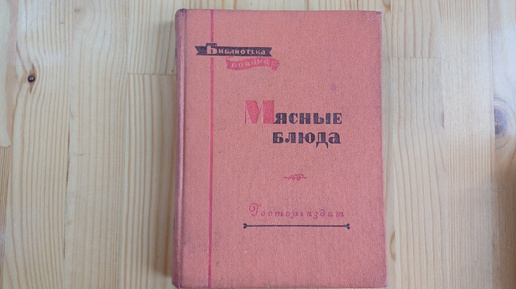 Библиотека
повара
Мясные
блюда
Госторгиздат